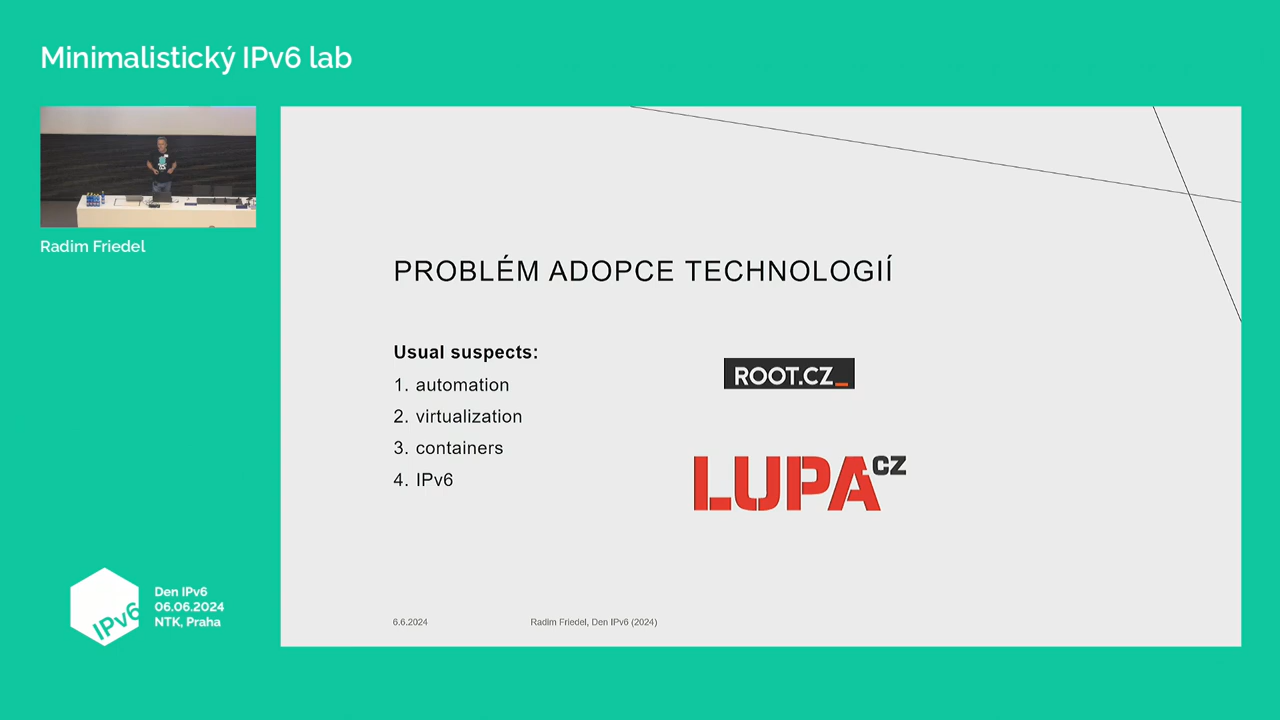 Minimalistický IPv6 lab
Radim Friedel
PROBLÉM ADOPCE TECHNOLOGIÍ
Usual suspects:
1. automation
2. virtualization
3. containers
4. IPv6
ROOT.CZ_
LUPA CZ
6.6.2024
Radim Friedel, Den IPv6 (2024)
IPv6
Den IPv6
06.06.2024
NTK, Praha